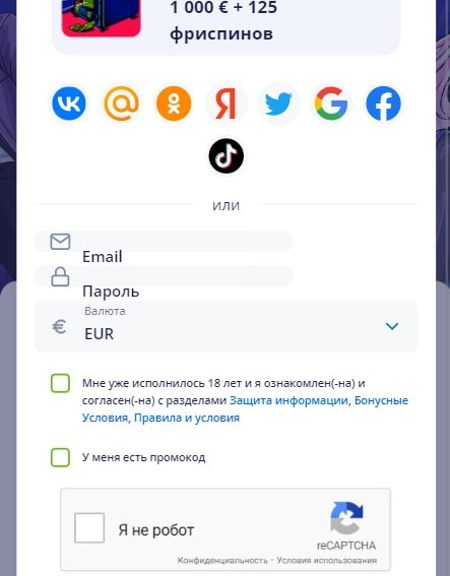 1 000 € + 125
фриспинов
или
Email
Пароль
Валюта
€ EUR
Мне уже исполнилось 18 лет и я ознакомлен(-на) и
согласен(-на) с разделами Защита информации, Бонусные
Условия, Правила и условия
У меня есть промокод
Я не робот
reCAPTCHA
Конфиденциальность - Условия использования